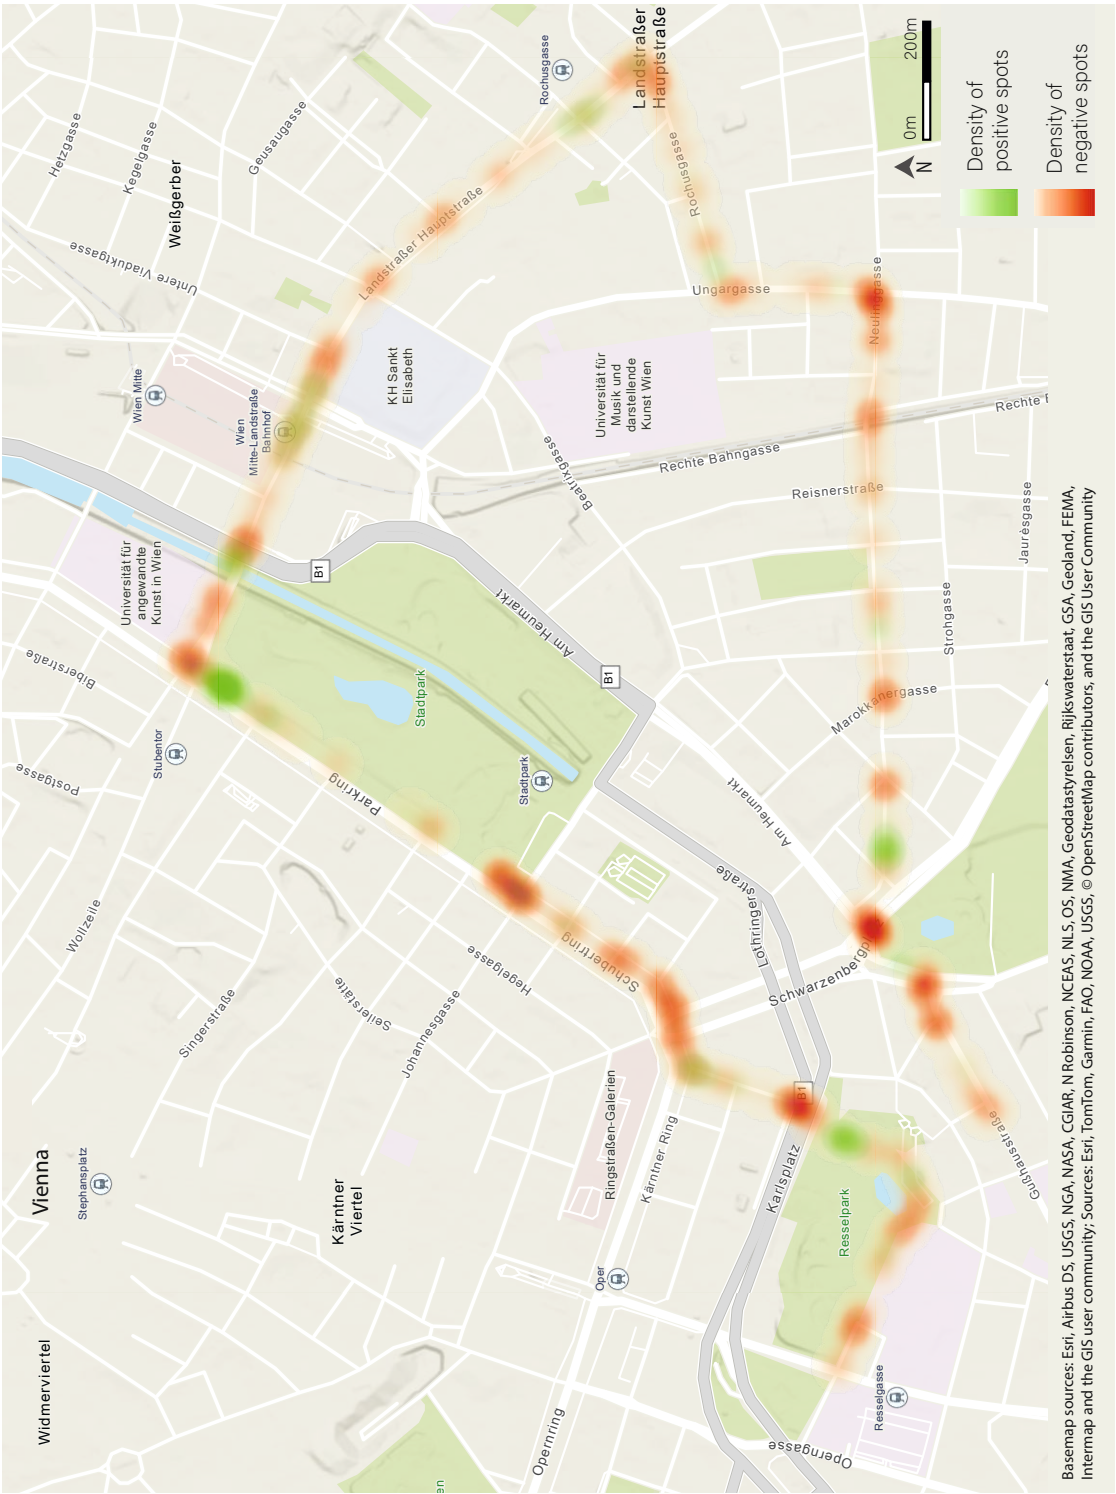 Vienna
Widmerviertel
Stephansplatz
Kärntner
Viertel
Singerstraße
Wollzeile
Postgasse
Stubentor
Biberstraße
Universität für
angewandte
Kunst in Wien
Wien Mitte
Wien
Mitte-Landstraße
Bahnhof
Untere Viaduktgasse
Weißgerber
Hetzgasse
Kegelgasse
Geusaugasse
Landstraßer Hauptstraße
Rochusgasse
Landstraßer
Hauptstraße
Rochusgasse
Ungargasse
Neulinggasse
KH Sankt
Elisabeth
Universität für
Musik und
darstellende
Kunst Wien
Beatrixgasse
Rechte Bahngasse
Rechte
Reisnerstraße
Jaurèsgasse
Strohgasse
Marokkanergasse
Am Heumarkt
Am Heumarkt
B1
B1
B1
Stadtpark
Stadtpark
Parkring
Schubertring
Hegelgasse
Seilerstätte
Johannesgasse
Lothringerstraße
Schwarzenbergpl
Ringstraßen-Galerien
Kärntner Ring
Karlsplatz
Resselpark
Gußhausstraße
Oper
Opernring
Operngasse
Resselgasse
en
0m
200m
N
Density of
positive spots
Density of
negative spots
Basemap sources: Esri, Airbus DS, USGS, NGA, NASA, CGIAR, N Robinson, NCEAS, NLS, OS, NMA, Geodatastyrelsen, Rijkswaterstaat, GSA, Geoland, FEMA,
Intermap and the GIS user community; Sources: Esri, TomTom, Garmin, FAO, NOAA, USGS, © OpenStreetMap contributors, and the GIS User Community